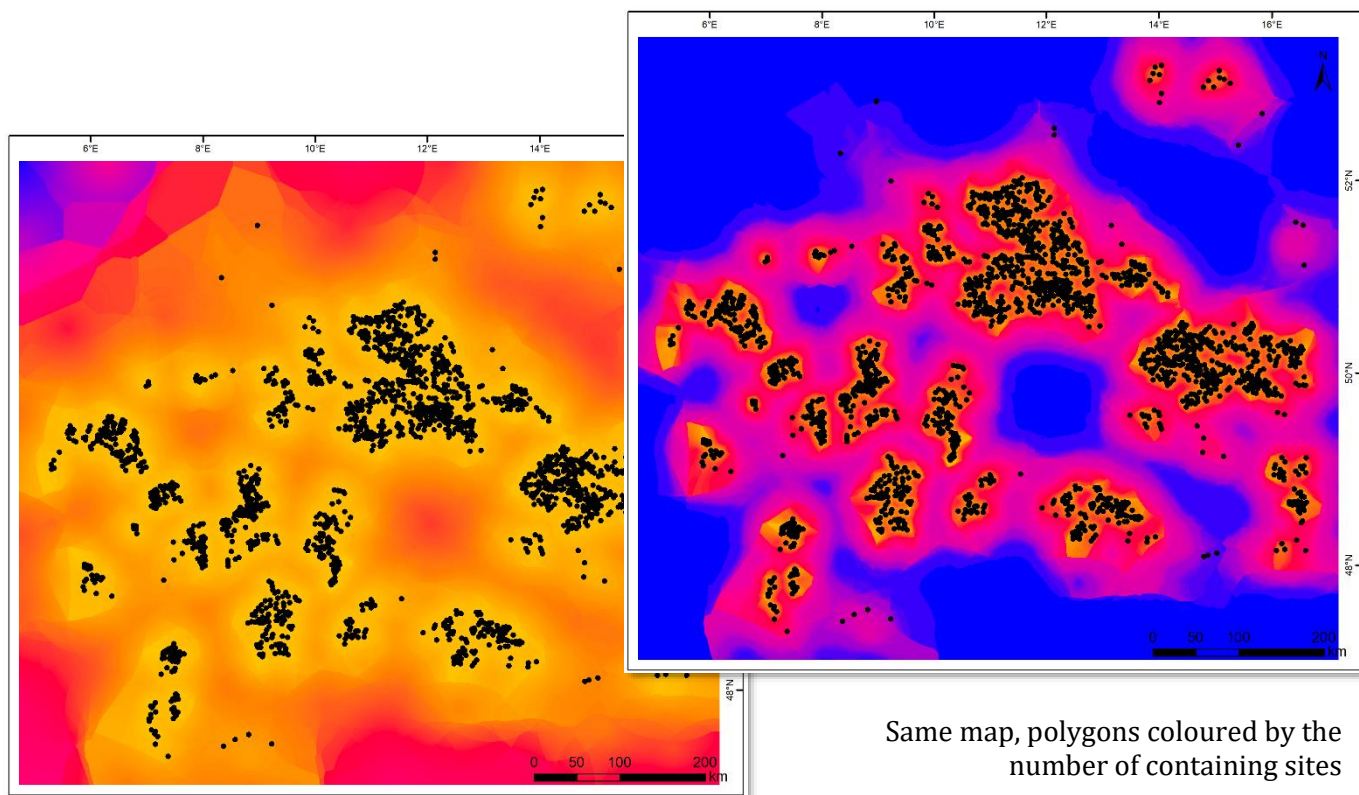 6°E 8°E 10°E 12°E 14°E 16°E
N
52°N
50°N
48°N
0 50 100 200
km
6°E 8°E 10°E 12°E 14°E
48°N
0 50 100 200
km
Same map, polygons coloured by the
number of containing sites